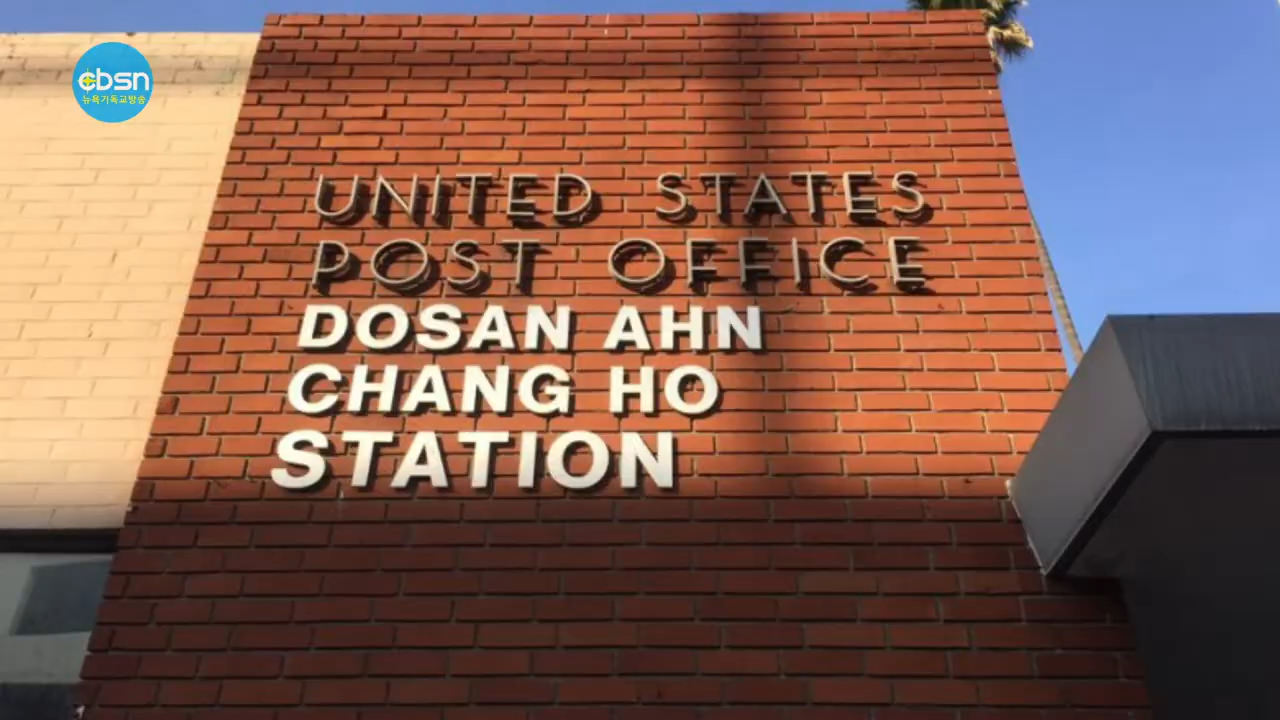 cbsn
뉴욕기독교방송
UNITED STATES
POST OFFICE
DOSAN AHN
CHANG HO
STATION